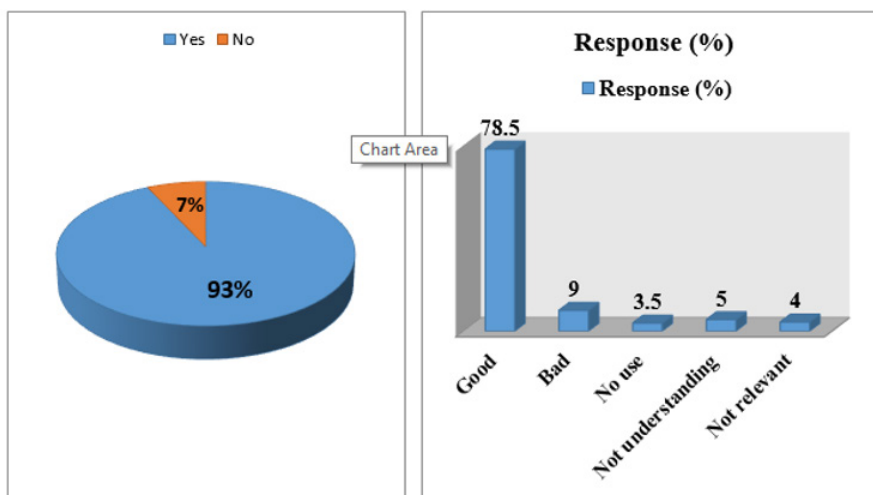 Yes No
7%
93%
Response (%)
Response (%)
Chart Area
78.5
9
3.5
5
4
Good
Bad
No use
Not understanding
Not relevant